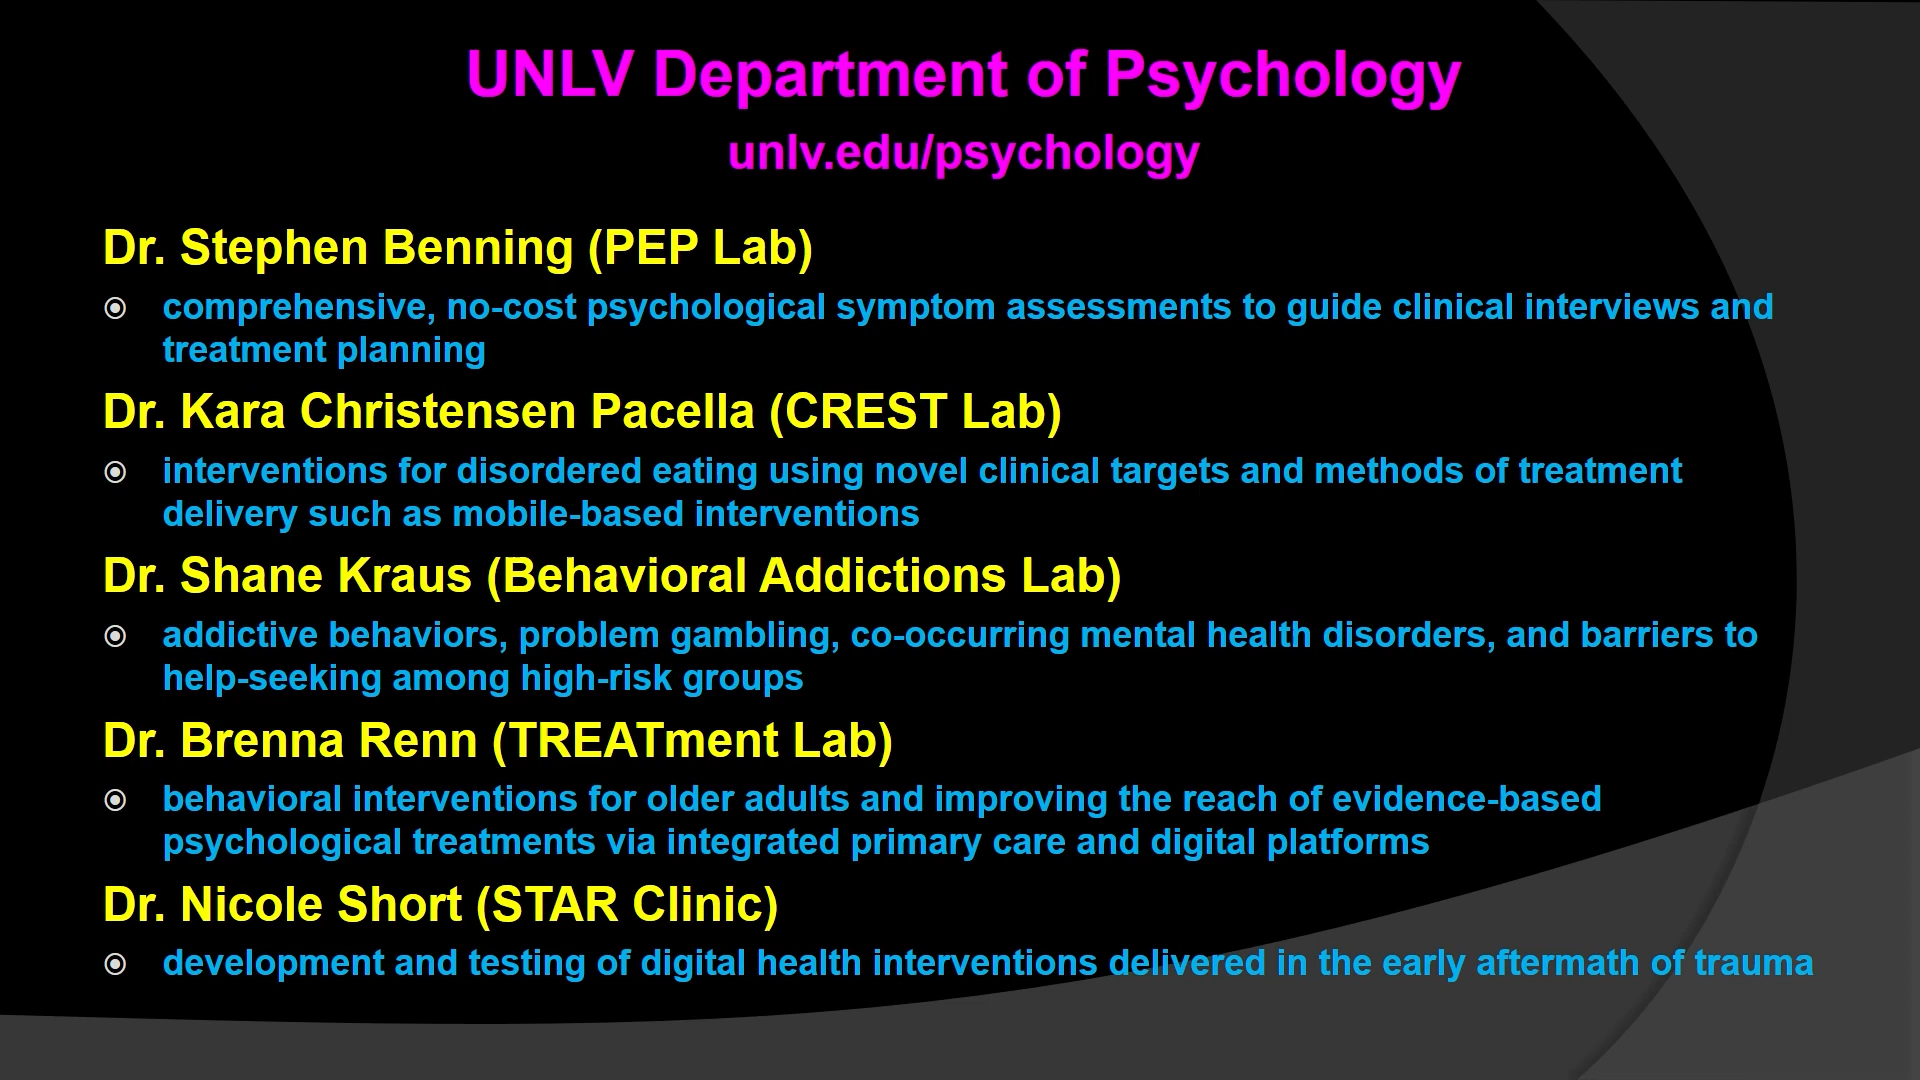 UNLV Department of Psychology
unlv.edu/psychology
Dr. Stephen Benning (PEP Lab)
comprehensive, no-cost psychological symptom assessments to guide clinical interviews and
treatment planning
Dr. Kara Christensen Pacella (CREST Lab)
interventions for disordered eating using novel clinical targets and methods of treatment
delivery such as mobile-based interventions
Dr. Shane Kraus (Behavioral Addictions Lab)
addictive behaviors, problem gambling, co-occurring mental health disorders, and barriers to
help-seeking among high-risk groups
Dr. Brenna Renn (TREATment Lab)
behavioral interventions for older adults and improving the reach of evidence-based
psychological treatments via integrated primary care and digital platforms
Dr. Nicole Short (STAR Clinic)
development and testing of digital health interventions delivered in the early aftermath of trauma